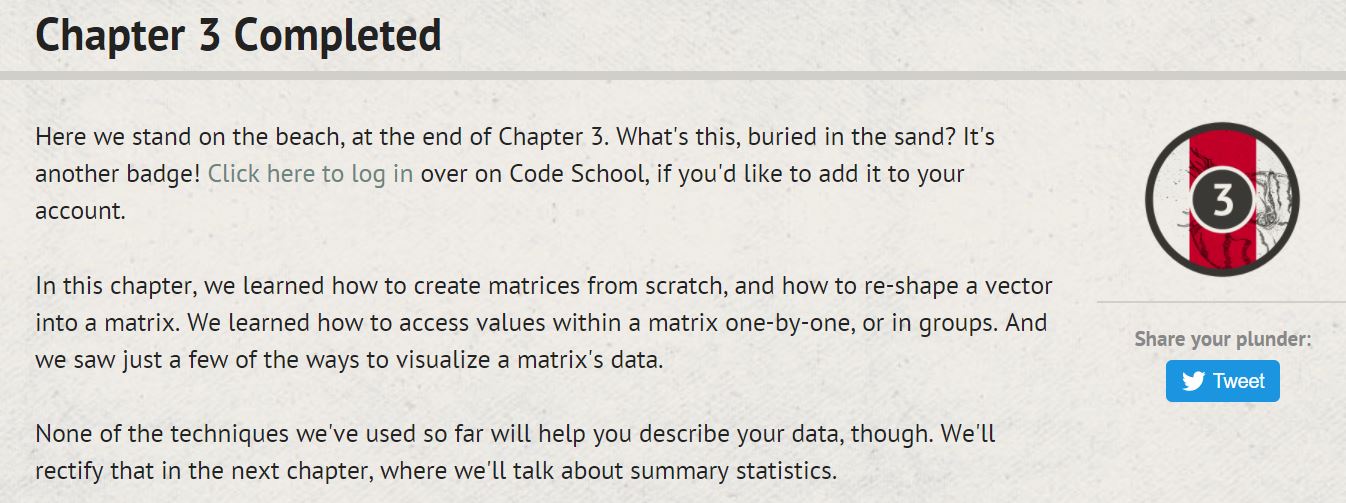 Chapter 3 Completed
Here we stand on the beach, at the end of Chapter 3. What's this, buried in the sand? It's
another badge! Click here to log in over on Code School, if you'd like to add it to your
account.
In this chapter, we learned how to create matrices from scratch, and how to re-shape a vector
into a matrix. We learned how to access values within a matrix one-by-one, or in groups. And
we saw just a few of the ways to visualize a matrix's data.
None of the techniques we've used so far will help you describe your data, though. We'll
rectify that in the next chapter, where we'll talk about summary statistics.
3
Share your plunder:
Tweet